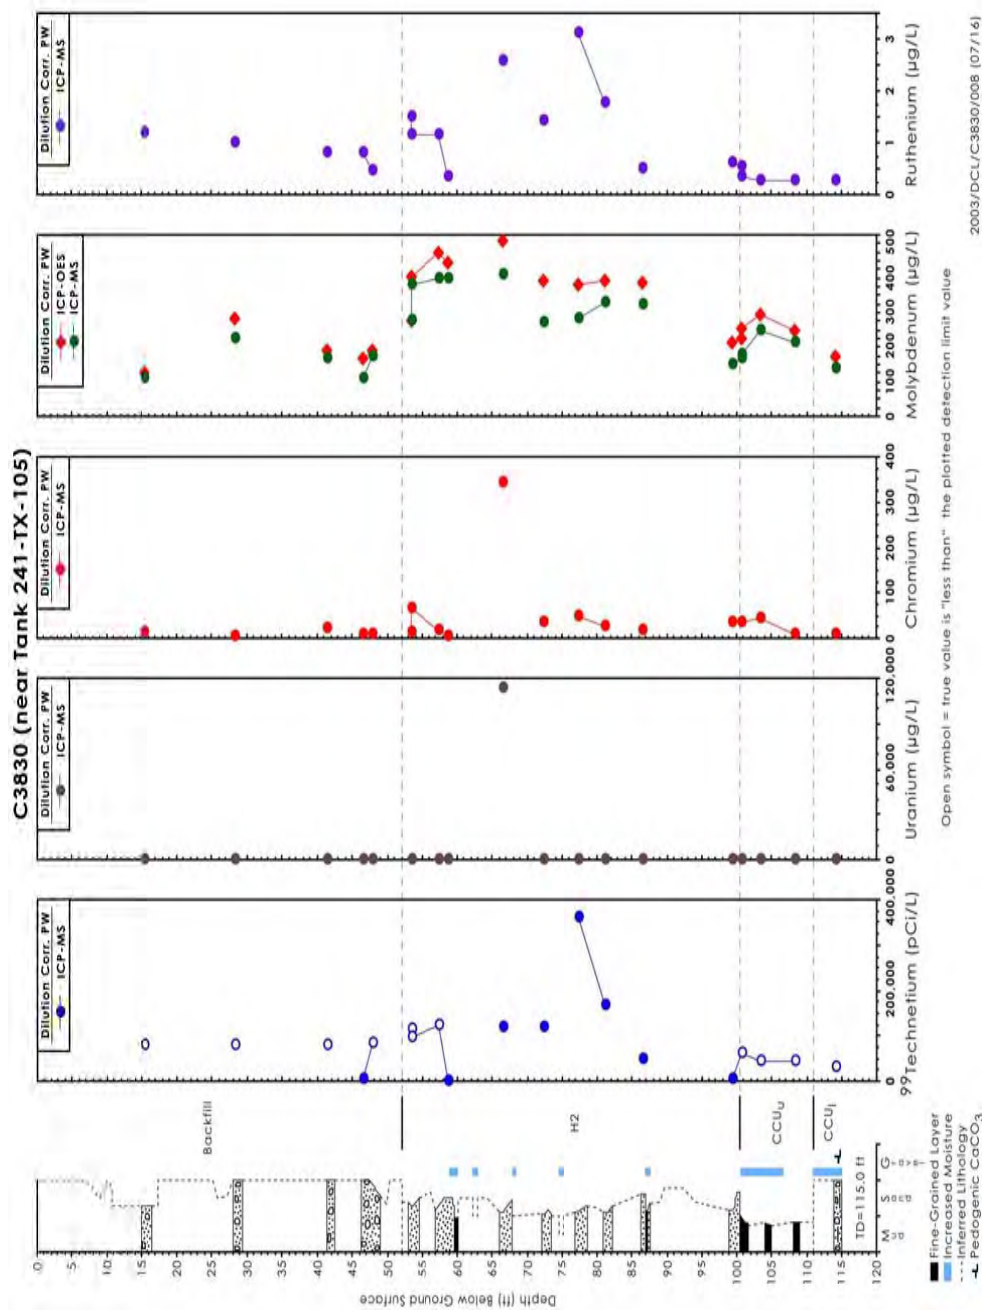 C3830 (near Tank 241-TX-105)
Depth (ft) Below Ground Surface
0
5
10
15
20
25
30
35
40
45
50
55
60
65
70
75
80
85
90
95
100
105
110
115
120
Mud
Sand
Gravel
TD=115.0 ft
Backfill
H2
CCUu
CCUl
Dilution Corr. PW
ICP-MS
0
200,000
400,000
99Technetium (pCi/L)
Dilution Corr. PW
ICP-MS
0
60,000
120,000
Uranium (µg/L)
Dilution Corr. PW
ICP-MS
0
100
200
300
400
Chromium (µg/L)
Dilution Corr. PW
ICP-OES
ICP-MS
0
100
200
300
400
500
Molybdenum (µg/L)
Dilution Corr. PW
ICP-MS
0
1
2
3
Ruthenium (µg/L)
Fine-Grained Layer
Increased Moisture
Inferred Lithology
Pedogenic CaCO3
Open symbol = true value is "less than" the plotted detection limit value
2003/DCL/C3830/008 (07/16)